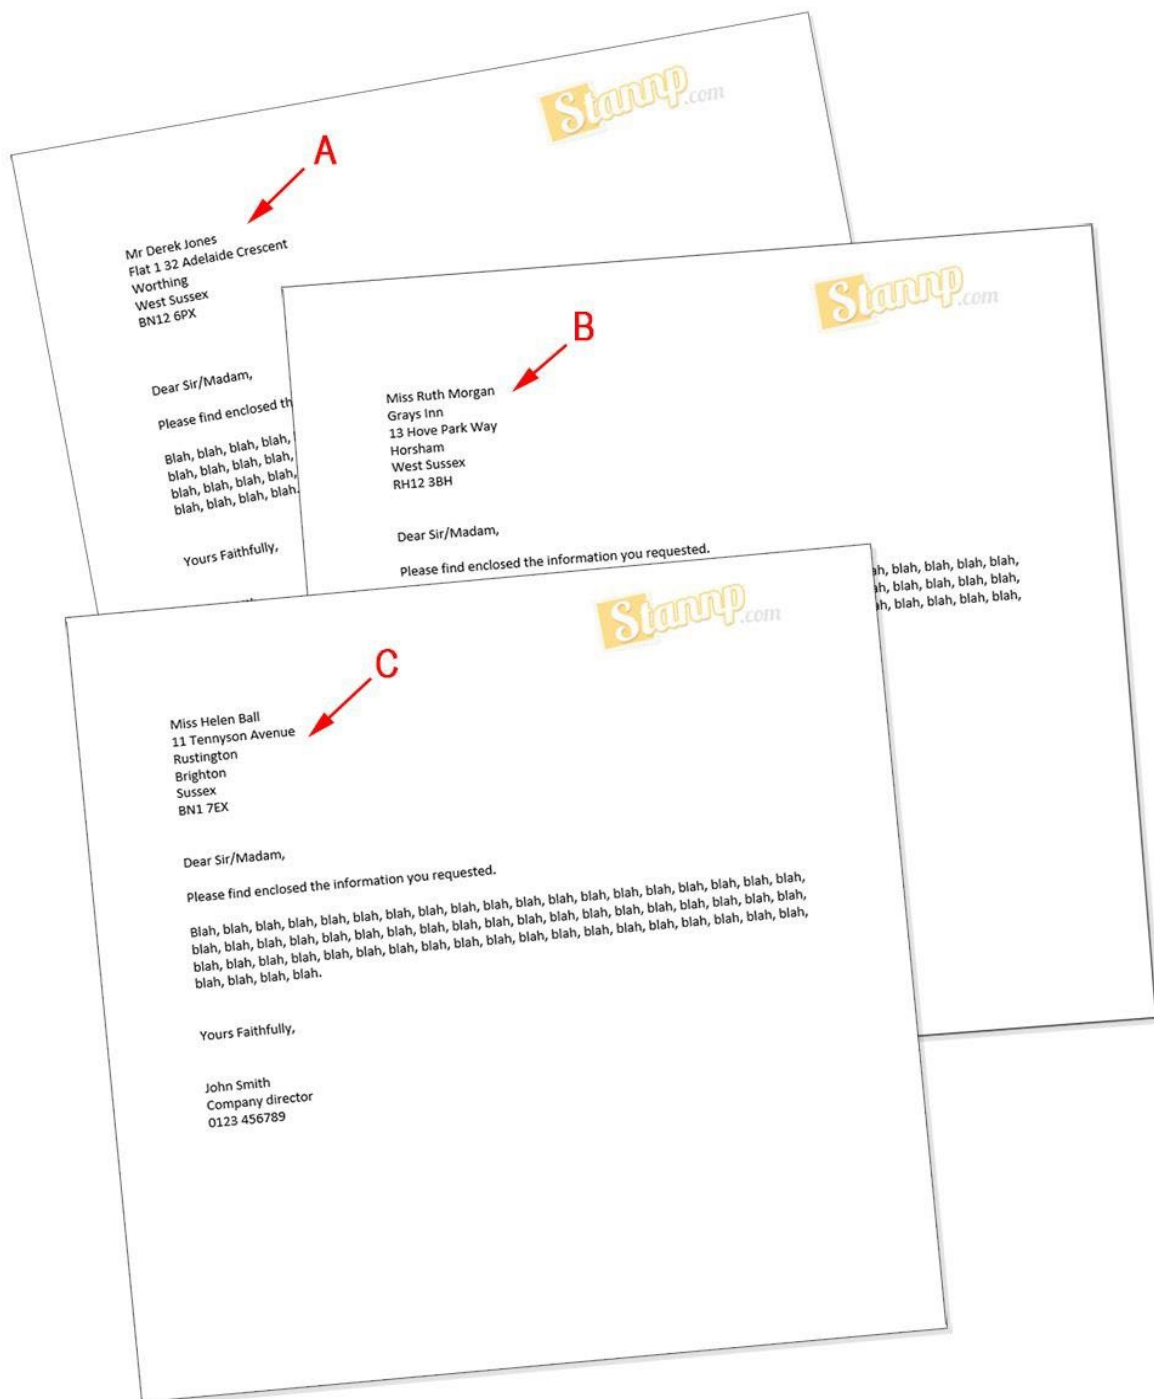 Stannp.com
A
Mr Derek Jones
Flat 1 32 Adelaide Crescent
Worthing
West Sussex
BN12 6PX
Dear Sir/Madam,
Please find enclosed th
Blah, blah, blah, blah,
blah, blah, blah, blah,
blah, blah, blah, blah,
blah, blah, blah, blah.
Yours Faithfully,
Stannp.com
B
Miss Ruth Morgan
Grays Inn
13 Hove Park Way
Horsham
West Sussex
RH12 3BH
Dear Sir/Madam,
Please find enclosed the information you requested.
ah, blah, blah, blah, blah,
ah, blah, blah, blah, blah,
ah, blah, blah, blah, blah,
Stannp.com
C
Miss Helen Ball
11 Tennyson Avenue
Rustington
Brighton
Sussex
BN1 7EX
Dear Sir/Madam,
Please find enclosed the information you requested.
Blah, blah, blah, blah, blah, blah, blah, blah, blah, blah, blah, blah, blah, blah, blah, blah, blah, blah, blah,
blah, blah, blah, blah, blah, blah, blah, blah, blah, blah, blah, blah, blah, blah, blah, blah, blah, blah, blah,
blah, blah, blah, blah, blah, blah, blah, blah, blah, blah, blah, blah, blah, blah, blah, blah, blah, blah, blah,
blah, blah, blah, blah.
Yours Faithfully,
John Smith
Company director
0123 456789